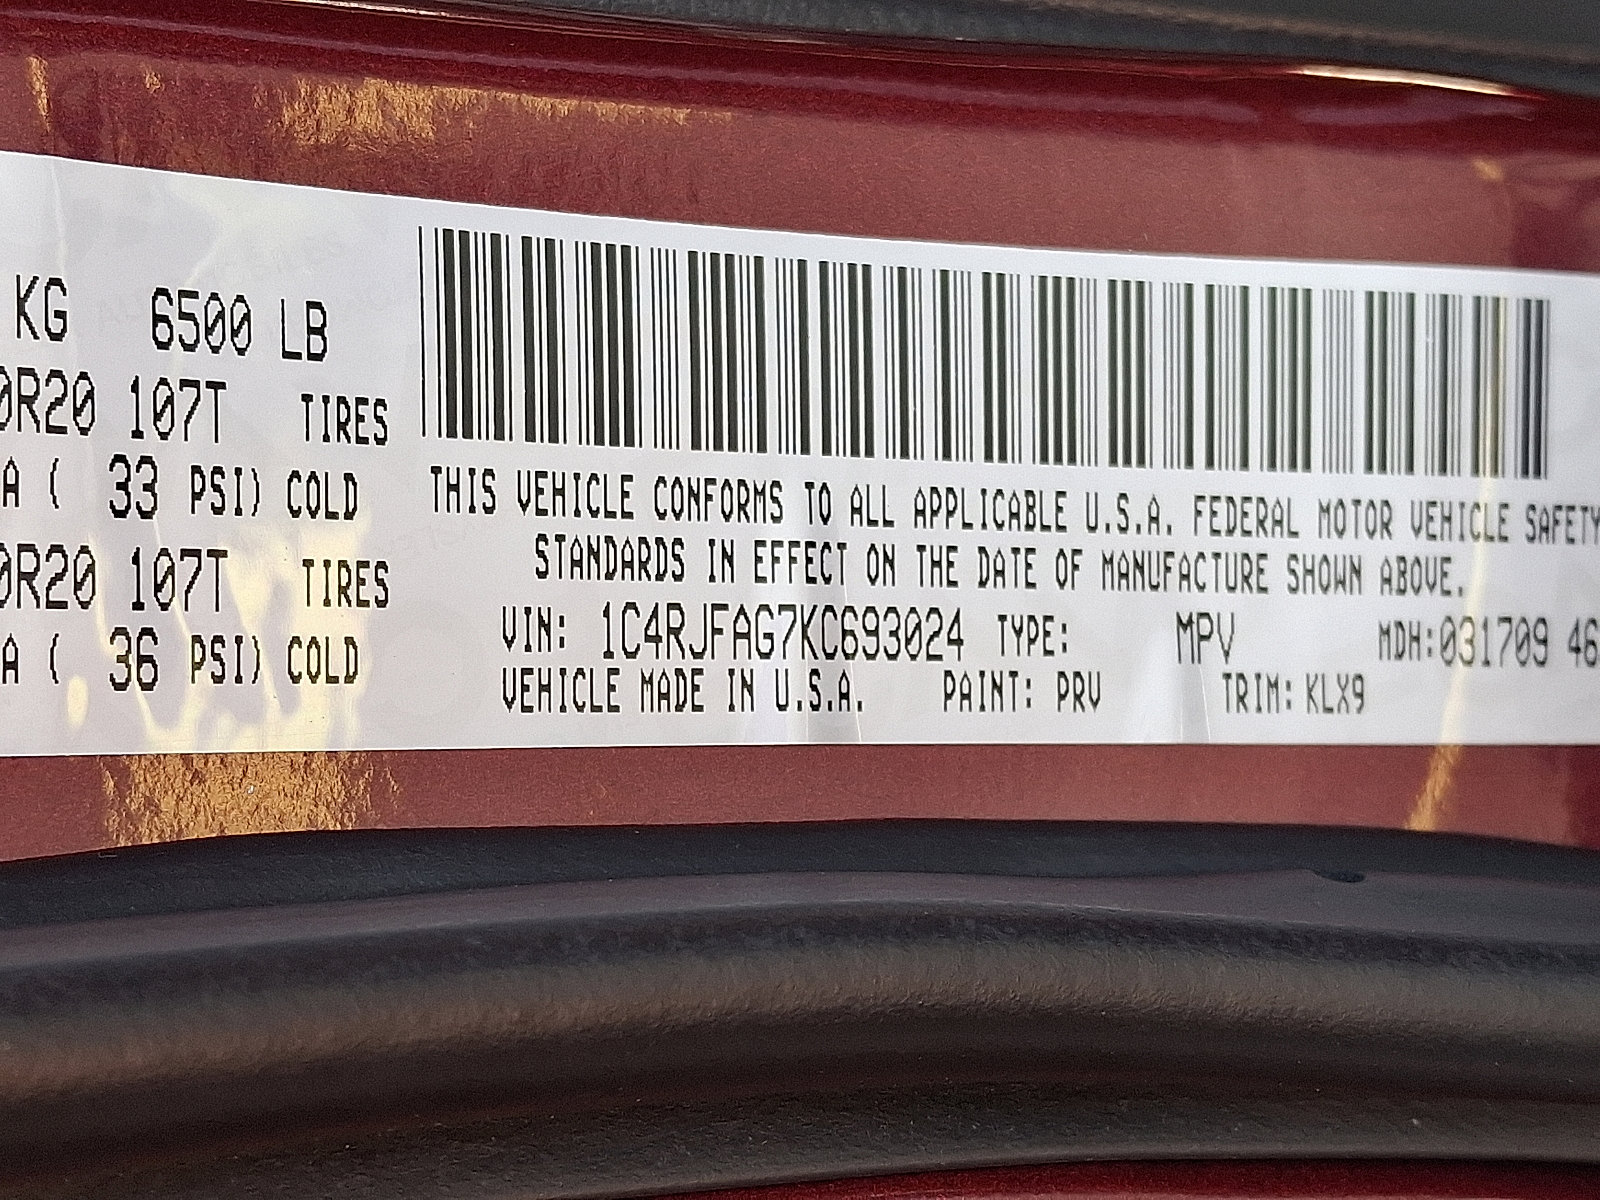 KG 6500 LB
0R20 107T TIRES
A ( 33 PSI) COLD
0R20 107T TIRES
A ( 36 PSI) COLD
THIS VEHICLE CONFORMS TO ALL APPLICABLE U.S.A. FEDERAL MOTOR VEHICLE SAFETY
STANDARDS IN EFFECT ON THE DATE OF MANUFACTURE SHOWN ABOVE.
VIN: 1C4RJFAG7KC693024 TYPE: MPV MDH:031709 46
VEHICLE MADE IN U.S.A. PAINT: PRV TRIM: KLX9